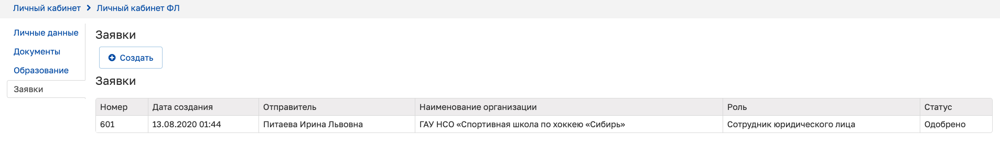 Личный кабинет Личный кабинет ФЛ
Личные данные
Документы
Образование
Заявки
Заявки
Создать
Заявки
Номер Дата создания Отправитель Наименование организации Роль Статус
601 13.08.2020 01:44 Питаева Ирина Львовна ГАУ НСО «Спортивная школа по хоккею «Сибирь» Сотрудник юридического лица Одобрено